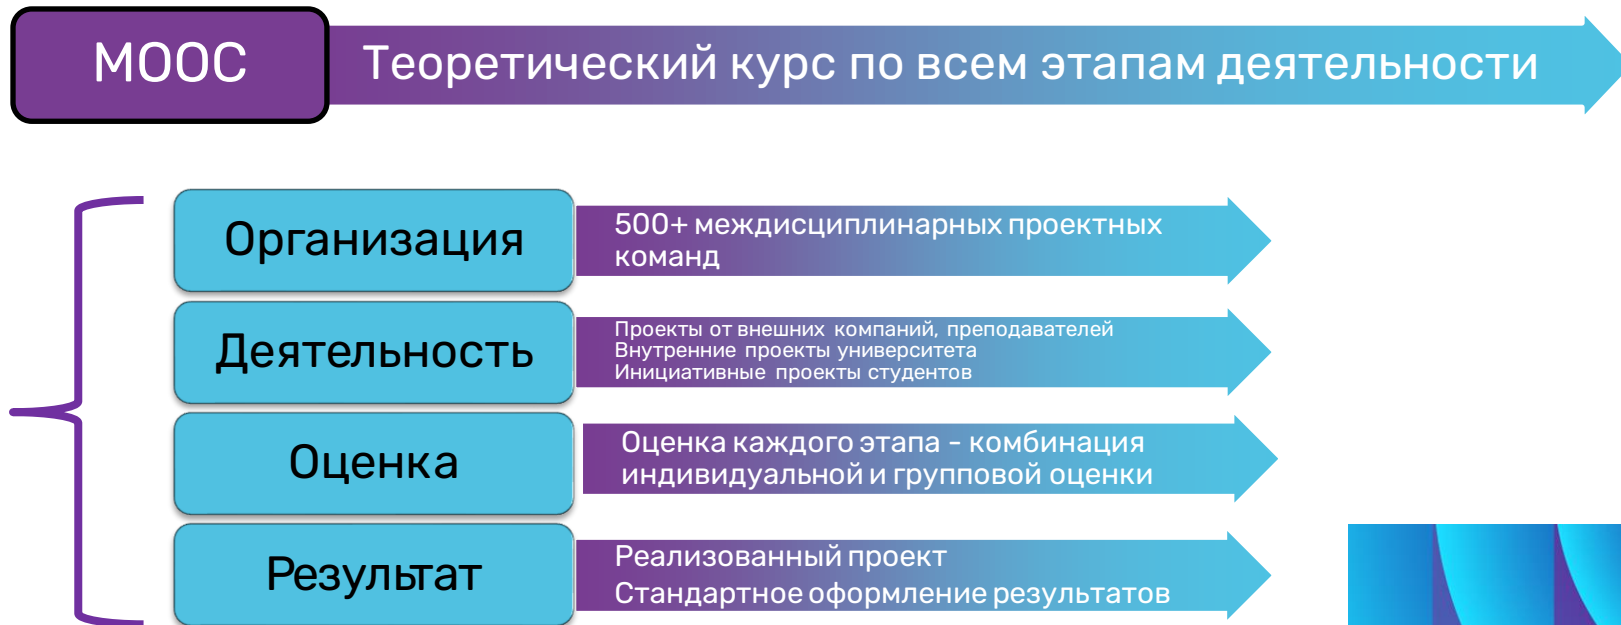 МООС
Теоретический курс по всем этапам деятельности
Организация
500+ междисциплинарных проектных
команд
Деятельность
Проекты от внешних компаний, преподавателей
Внутренние проекты университета
Инициативные проекты студентов
Оценка
Оценка каждого этапа - комбинация
индивидуальной и групповой оценки
Результат
Реализованный проект
Стандартное оформление результатов